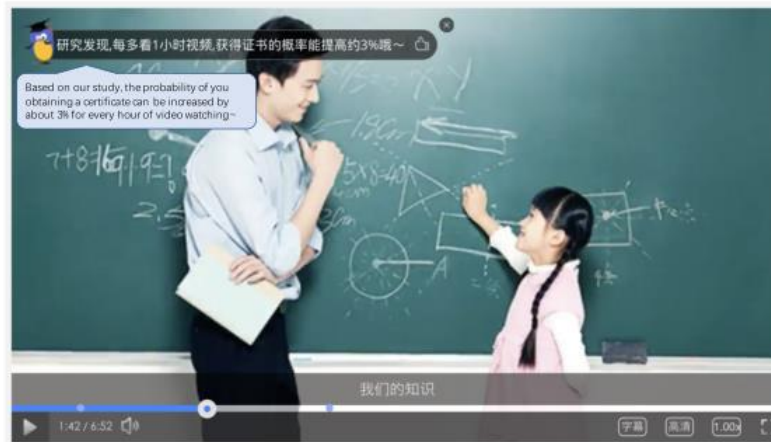 研究发现,每多看1小时视频,获得证书的概率能提高约3%哦～
Based on our study, the probability of you
obtaining a certificate can be increased by
about 3% for every hour of video watching~
5x8=40
A
我们的知识
1:42 / 6:52
字幕
高清
1.00x